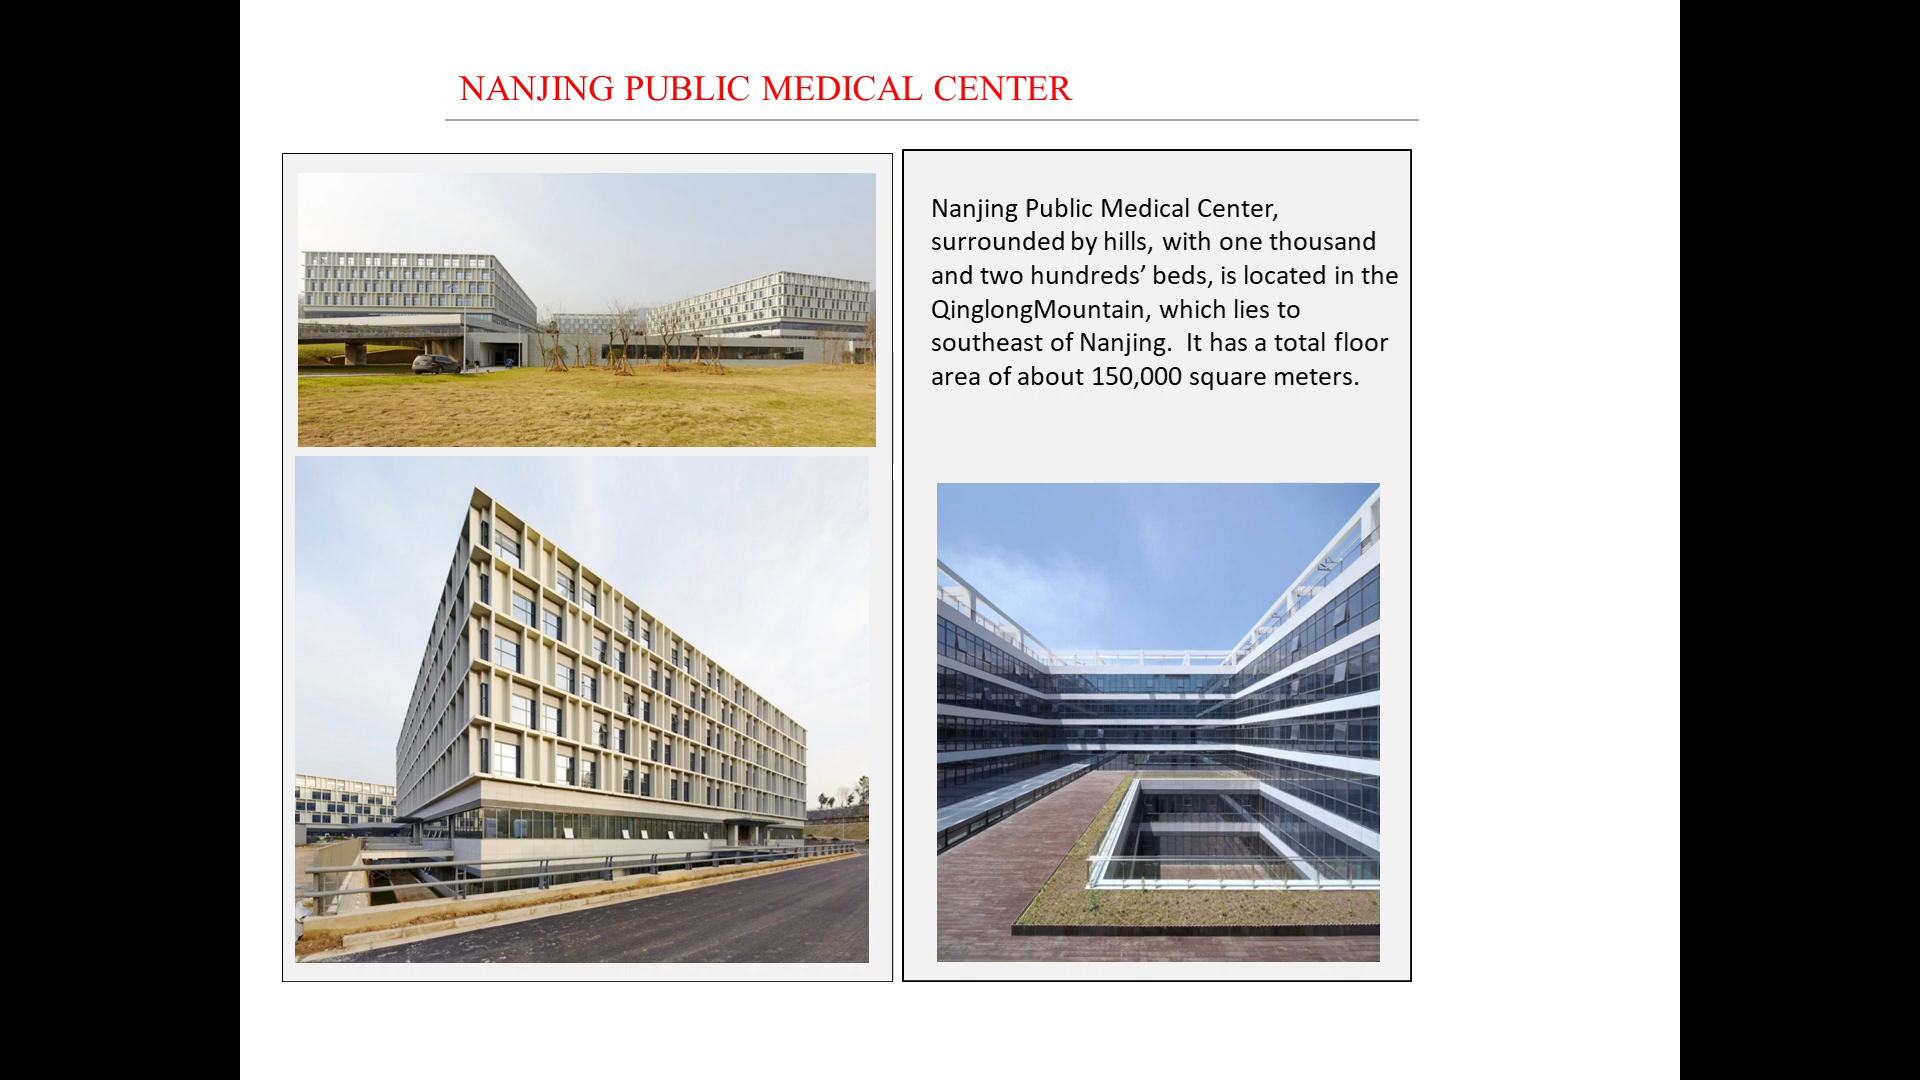 NANJING PUBLIC MEDICAL CENTER
Nanjing Public Medical Center,
surrounded by hills, with one thousand
and two hundreds’ beds, is located in the
QinglongMountain, which lies to
southeast of Nanjing.  It has a total floor
area of about 150,000 square meters.